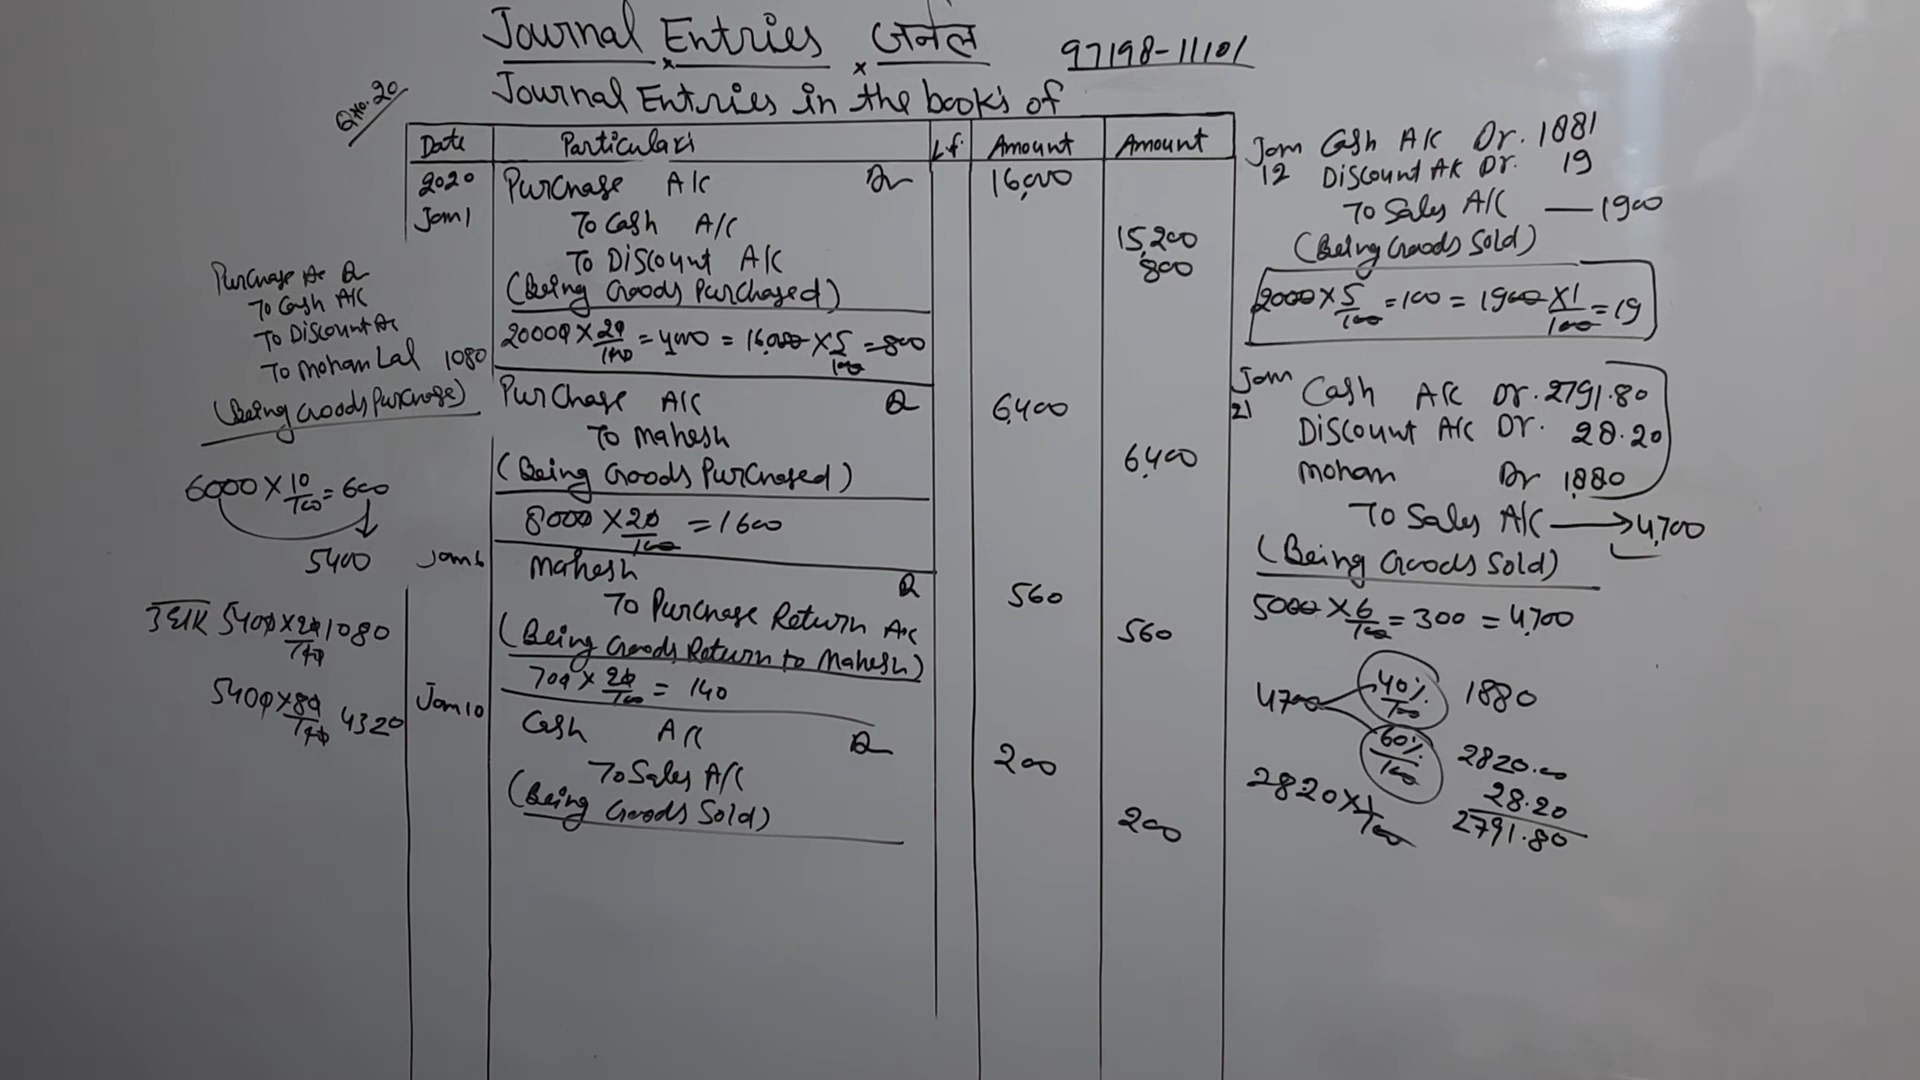 Journal Entries जर्नल 97198-11101
Journal Entries in the books of
Date Particulars L.f. Amount Amount
2020 Purchase A/c Dr 16,000
Jan 1 To Cash A/c 15,200
To Discount A/c 800
(Being Goods Purchased)
20000 × 20/100 = 4000 = 16,000 × 5/100 = 800
Purchase A/c Dr 6,400
To Mahesh 6,400
(Being Goods Purchased)
8000 × 20/100 = 1600
Jan 6 Mahesh Dr 560
To Purchase Return A/c 560
(Being Goods Return to Mahesh)
700 × 20/100 = 140
Jan 10 Cash A/c Dr 200
To Sales A/c 200
(Being Goods Sold)
Purchase A/c Dr
To Cash A/c
To Discount A/c
To Mohan Lal 1080
(Being Goods Purchase)
6000 × 10/100 = 600
5400
उधार 5400 × 20/100 1080
5400 × 80/100 4320
Jan 12 Cash A/c Dr. 1881
Discount A/c Dr. 19
To Sales A/c — 1900
(Being Goods Sold)
2000 × 5/100 = 100 = 1900 × 1/100 = 19
Jan 21 Cash A/c Dr. 2791.80
Discount A/c Dr. 28.20
Mohan Dr 1,880
To Sales A/c → 4,700
(Being Goods Sold)
5000 × 6/100 = 300 = 4,700
4700 40%/100 1880
60%/100 2820.00
2820 × 1/100 28.20
2791.80